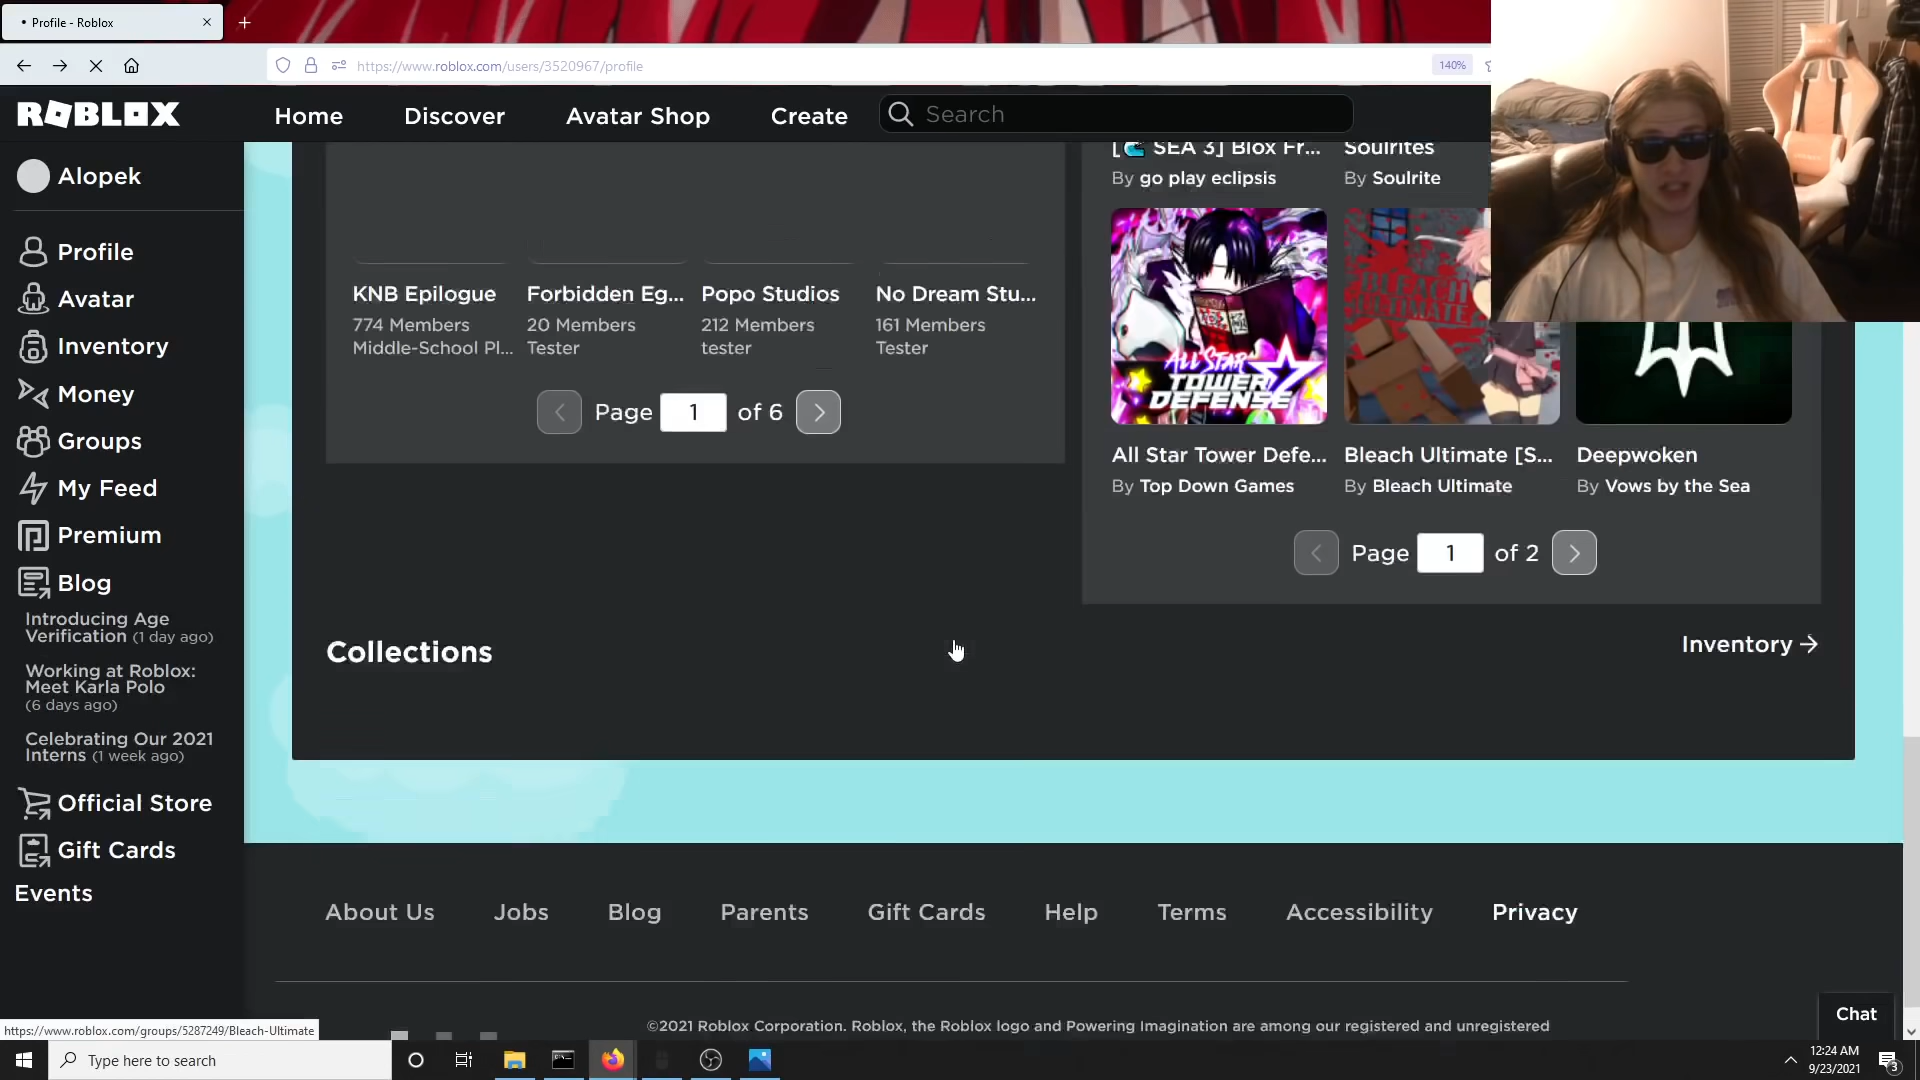 Profile - Roblox
https://www.roblox.com/users/3520967/profile
140%
ROBLOX
Home
Discover
Avatar Shop
Create
Search
Alopek
Profile
Avatar
Inventory
Money
Groups
My Feed
Premium
Blog
Introducing Age
Verification (1 day ago)
Working at Roblox:
Meet Karla Polo
(6 days ago)
Celebrating Our 2021
Interns (1 week ago)
Official Store
Gift Cards
Events
KNB Epilogue
774 Members
Middle-School Pl...
Forbidden Eg...
20 Members
Tester
Popo Studios
212 Members
tester
No Dream Stu...
161 Members
Tester
Page 1 of 6
[🌊 SEA 3] Blox Fr...
By go play eclipsis
Soulrites
By Soulrite
ALL STAR
TOWER
DEFENSE
All Star Tower Defe...
By Top Down Games
BLEACH
ULTIMATE
Bleach Ultimate [S...
By Bleach Ultimate
Deepwoken
By Vows by the Sea
Page 1 of 2
Collections
Inventory →
About Us
Jobs
Blog
Parents
Gift Cards
Help
Terms
Accessibility
Privacy
©2021 Roblox Corporation. Roblox, the Roblox logo and Powering Imagination are among our registered and unregistered
Chat
https://www.roblox.com/groups/5287249/Bleach-Ultimate
Type here to search
12:24 AM
9/23/2021
3